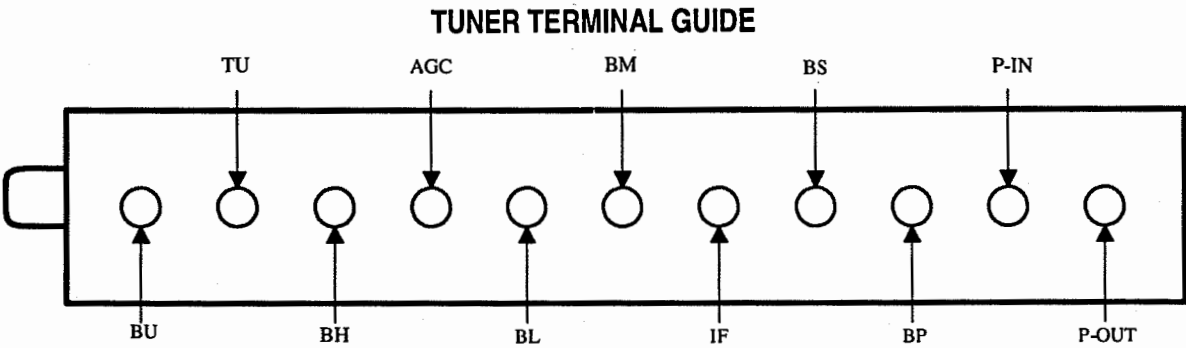 TUNER TERMINAL GUIDE
TU AGC BM BS P-IN
BU BH BL IF BP P-OUT